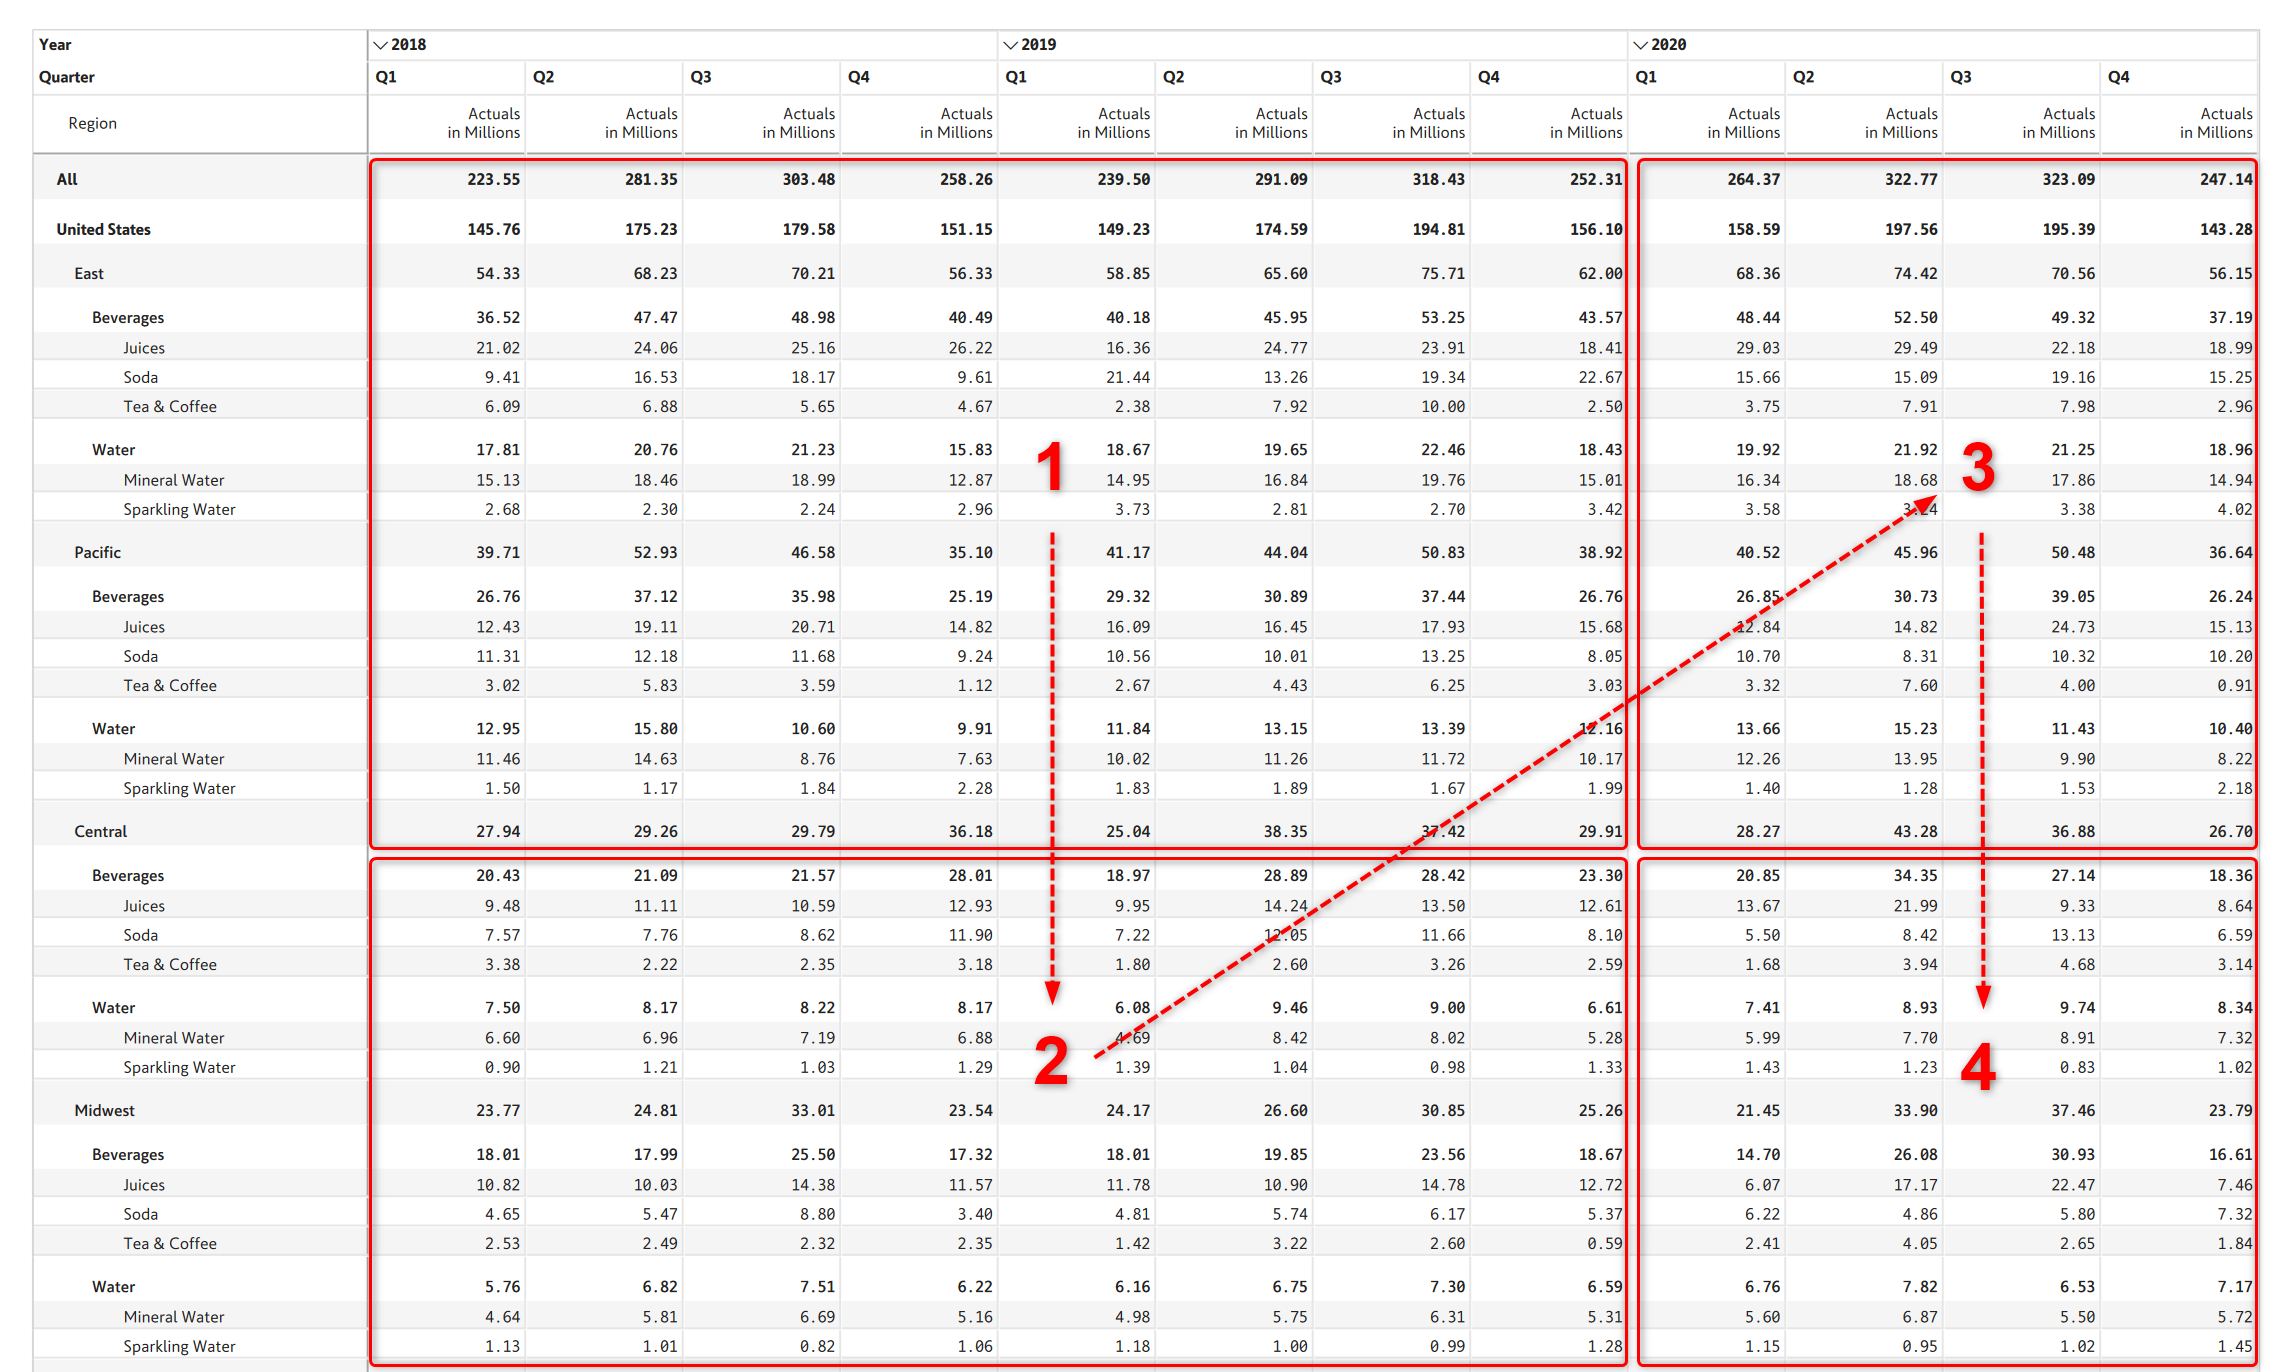 Year 2018 2019 2020
Quarter Q1 Q2 Q3 Q4 Q1 Q2 Q3 Q4 Q1 Q2 Q3 Q4
Region Actuals in Millions Actuals in Millions Actuals in Millions Actuals in Millions Actuals in Millions Actuals in Millions Actuals in Millions Actuals in Millions Actuals in Millions Actuals in Millions Actuals in Millions Actuals in Millions
All 223.55 281.35 303.48 258.26 239.50 291.09 318.43 252.31 264.37 322.77 323.09 247.14
United States 145.76 175.23 179.58 151.15 149.23 174.59 194.81 156.10 158.59 197.56 195.39 143.28
East 54.33 68.23 70.21 56.33 58.85 65.60 75.71 62.00 68.36 74.42 70.56 56.15
Beverages 36.52 47.47 48.98 40.49 40.18 45.95 53.25 43.57 48.44 52.50 49.32 37.19
Juices 21.02 24.06 25.16 26.22 16.36 24.77 23.91 18.41 29.03 29.49 22.18 18.99
Soda 9.41 16.53 18.17 9.61 21.44 13.26 19.34 22.67 15.66 15.09 19.16 15.25
Tea & Coffee 6.09 6.88 5.65 4.67 2.38 7.92 10.00 2.50 3.75 7.91 7.98 2.96
Water 17.81 20.76 21.23 15.83 18.67 19.65 22.46 18.43 19.92 21.92 21.25 18.96
1 3
Mineral Water 15.13 18.46 18.99 12.87 14.95 16.84 19.76 15.01 16.34 18.68 17.86 14.94
Sparkling Water 2.68 2.30 2.24 2.96 3.73 2.81 2.70 3.42 3.58 3.24 3.38 4.02
Pacific 39.71 52.93 46.58 35.10 41.17 44.04 50.83 38.92 40.52 45.96 50.48 36.64
Beverages 26.76 37.12 35.98 25.19 29.32 30.89 37.44 26.76 26.85 30.73 39.05 26.24
Juices 12.43 19.11 20.71 14.82 16.09 16.45 17.93 15.68 12.84 14.82 24.73 15.13
Soda 11.31 12.18 11.68 9.24 10.56 10.01 13.25 8.05 10.70 8.31 10.32 10.20
Tea & Coffee 3.02 5.83 3.59 1.12 2.67 4.43 6.25 3.03 3.32 7.60 4.00 0.91
Water 12.95 15.80 10.60 9.91 11.84 13.15 13.39 12.16 13.66 15.23 11.43 10.40
Mineral Water 11.46 14.63 8.76 7.63 10.02 11.26 11.72 10.17 12.26 13.95 9.90 8.22
Sparkling Water 1.50 1.17 1.84 2.28 1.83 1.89 1.67 1.99 1.40 1.28 1.53 2.18
Central 27.94 29.26 29.79 36.18 25.04 38.35 37.42 29.91 28.27 43.28 36.88 26.70
Beverages 20.43 21.09 21.57 28.01 18.97 28.89 28.42 23.30 20.85 34.35 27.14 18.36
Juices 9.48 11.11 10.59 12.93 9.95 14.24 13.50 12.61 13.67 21.99 9.33 8.64
Soda 7.57 7.76 8.62 11.90 7.22 12.05 11.66 8.10 5.50 8.42 13.13 6.59
Tea & Coffee 3.38 2.22 2.35 3.18 1.80 2.60 3.26 2.59 1.68 3.94 4.68 3.14
Water 7.50 8.17 8.22 8.17 6.08 9.46 9.00 6.61 7.41 8.93 9.74 8.34
Mineral Water 6.60 6.96 7.19 6.88 4.69 8.42 8.02 5.28 5.99 7.70 8.91 7.32
2 4
Sparkling Water 0.90 1.21 1.03 1.29 1.39 1.04 0.98 1.33 1.43 1.23 0.83 1.02
Midwest 23.77 24.81 33.01 23.54 24.17 26.60 30.85 25.26 21.45 33.90 37.46 23.79
Beverages 18.01 17.99 25.50 17.32 18.01 19.85 23.56 18.67 14.70 26.08 30.93 16.61
Juices 10.82 10.03 14.38 11.57 11.78 10.90 14.78 12.72 6.07 17.17 22.47 7.46
Soda 4.65 5.47 8.80 3.40 4.81 5.74 6.17 5.37 6.22 4.86 5.80 7.32
Tea & Coffee 2.53 2.49 2.32 2.35 1.42 3.22 2.60 0.59 2.41 4.05 2.65 1.84
Water 5.76 6.82 7.51 6.22 6.16 6.75 7.30 6.59 6.76 7.82 6.53 7.17
Mineral Water 4.64 5.81 6.69 5.16 4.98 5.75 6.31 5.31 5.60 6.87 5.50 5.72
Sparkling Water 1.13 1.01 0.82 1.06 1.18 1.00 0.99 1.28 1.15 0.95 1.02 1.45